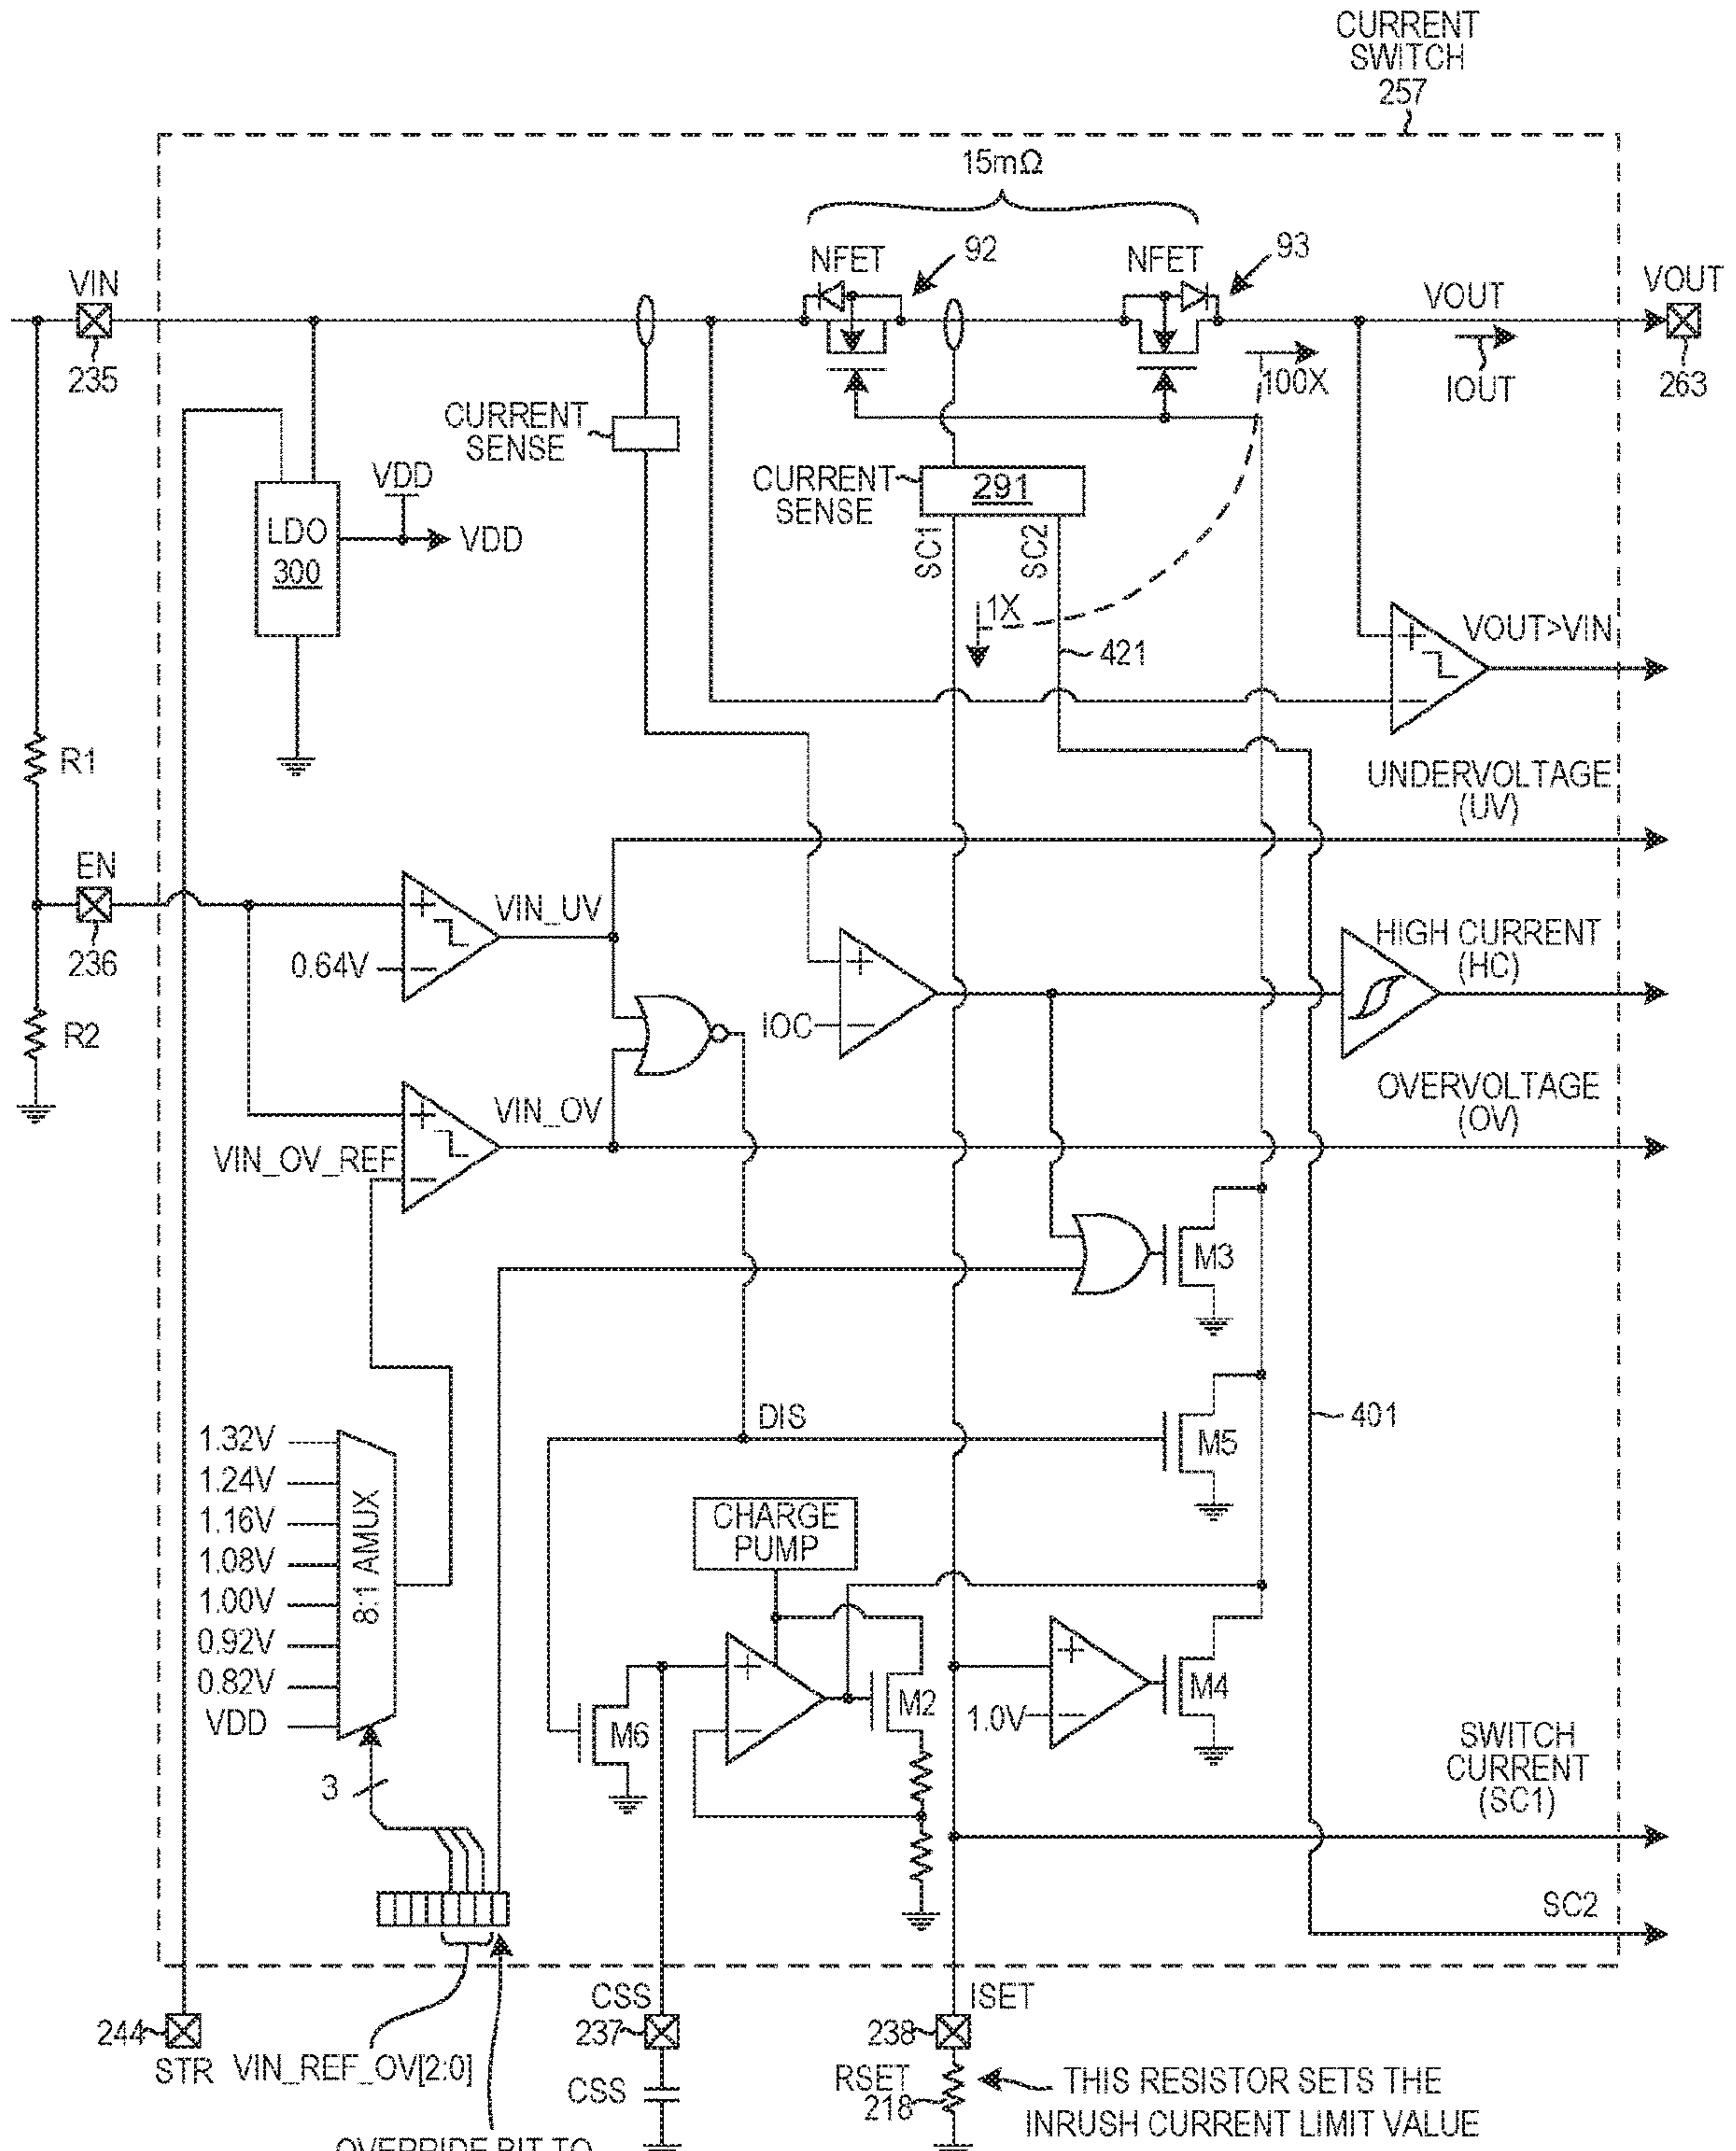 CURRENT
SWITCH
257
15mΩ
NFET
92
NFET
93
VIN
235
VOUT
VOUT
263
IOUT
100X
CURRENT
SENSE
CURRENT
SENSE
291
VDD
LDO
300
VDD
SC1
SC2
1X
421
+
VOUT>VIN
−
R1
UNDERVOLTAGE
(UV)
EN
236
+
0.64V
−
VIN_UV
R2
+
IOC
−
HIGH CURRENT
(HC)
OVERVOLTAGE
(OV)
+
VIN_OV
VIN_OV_REF
−
M3
DIS
M5
401
1.32V
1.24V
1.16V
1.08V
1.00V
0.92V
0.82V
VDD
8:1 AMUX
CHARGE
PUMP
+
−
M6
M2
+
1.0V
−
M4
3
SWITCH
CURRENT
(SC1)
SC2
244
STR
VIN_REF_OV[2:0]
CSS
237
CSS
ISET
238
RSET
218
THIS RESISTOR SETS THE
INRUSH CURRENT LIMIT VALUE
OVERRIDE BIT TO